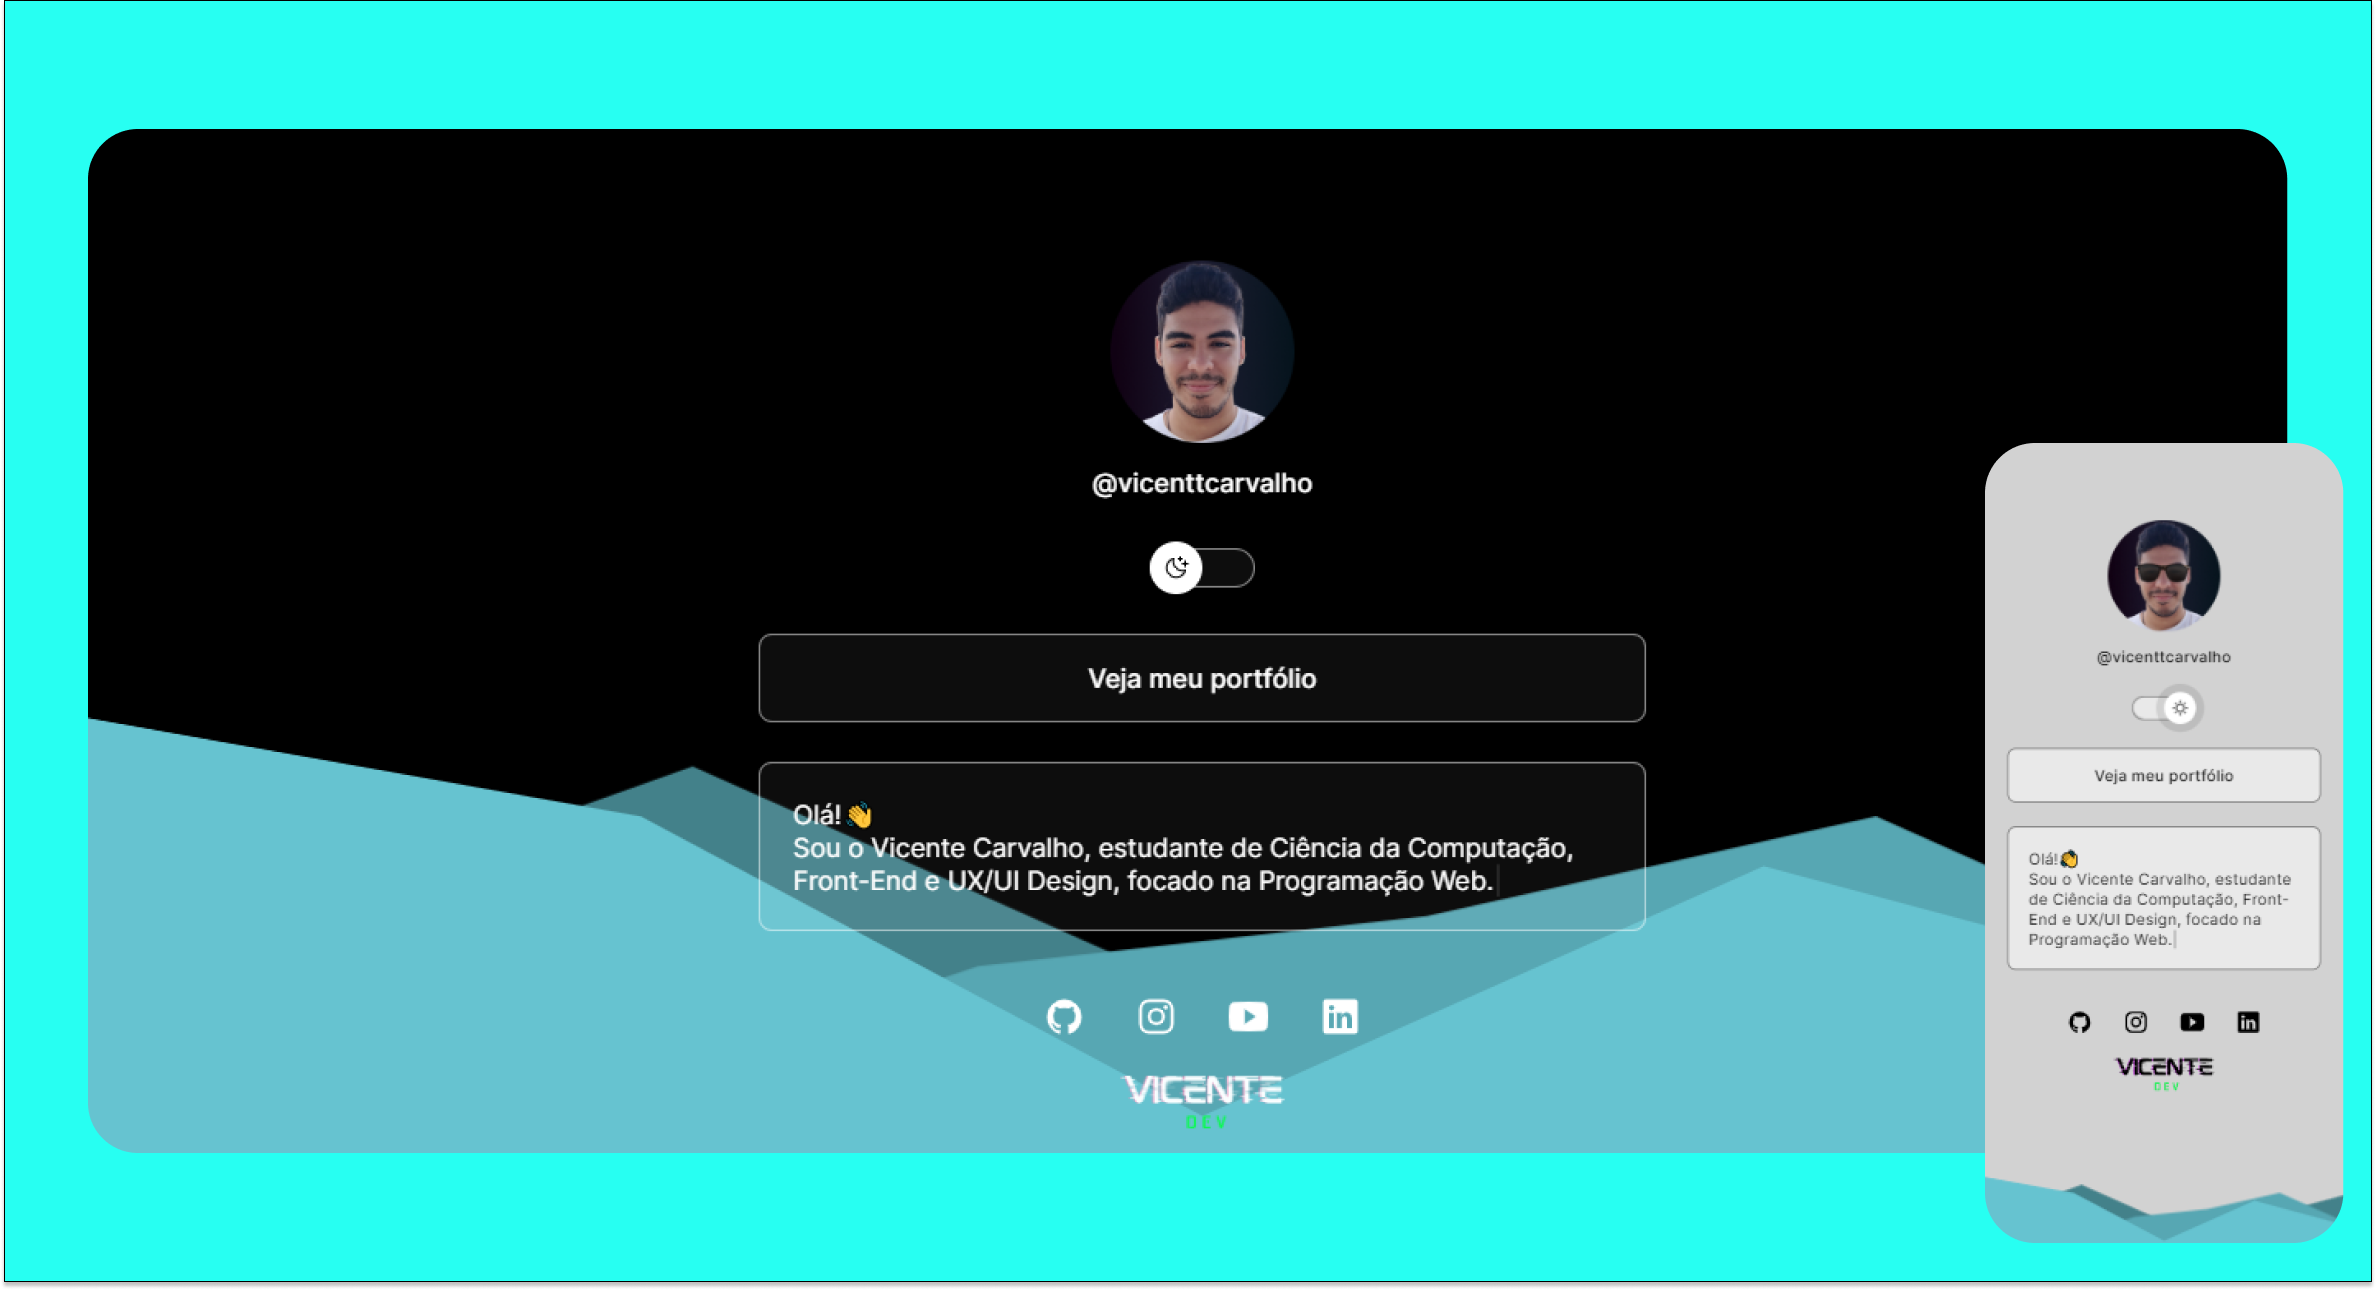 @vicenttcarvalho
Veja meu portfólio
Olá!👋
Sou o Vicente Carvalho, estudante de Ciência da Computação,
Front-End e UX/UI Design, focado na Programação Web.
in
VICENTE
DEV
@vicenttcarvalho
Veja meu portfólio
Olá!👋
Sou o Vicente Carvalho, estudante
de Ciência da Computação, Front-
End e UX/UI Design, focado na
Programação Web.
in
VICENTE
DEV